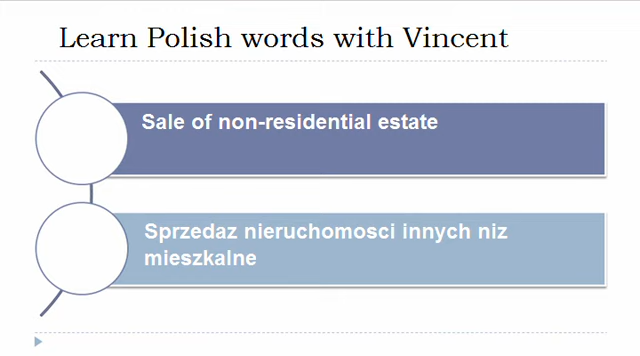 Learn Polish words with Vincent
Sale of non-residential estate
Sprzedaz nieruchomosci innych niz
mieszkalne